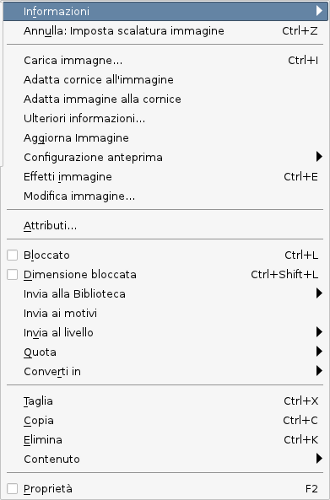 Informazioni
Annulla: Imposta scalatura immagine Ctrl+Z
Carica immagne... Ctrl+I
Adatta cornice all'immagine
Adatta immagine alla cornice
Ulteriori informazioni...
Aggiorna Immagine
Configurazione anteprima
Effetti immagine Ctrl+E
Modifica immagine...
Attributi...
Bloccato Ctrl+L
Dimensione bloccata Ctrl+Shift+L
Invia alla Biblioteca
Invia ai motivi
Invia al livello
Quota
Converti in
Taglia Ctrl+X
Copia Ctrl+C
Elimina Ctrl+K
Contenuto
Proprietà F2